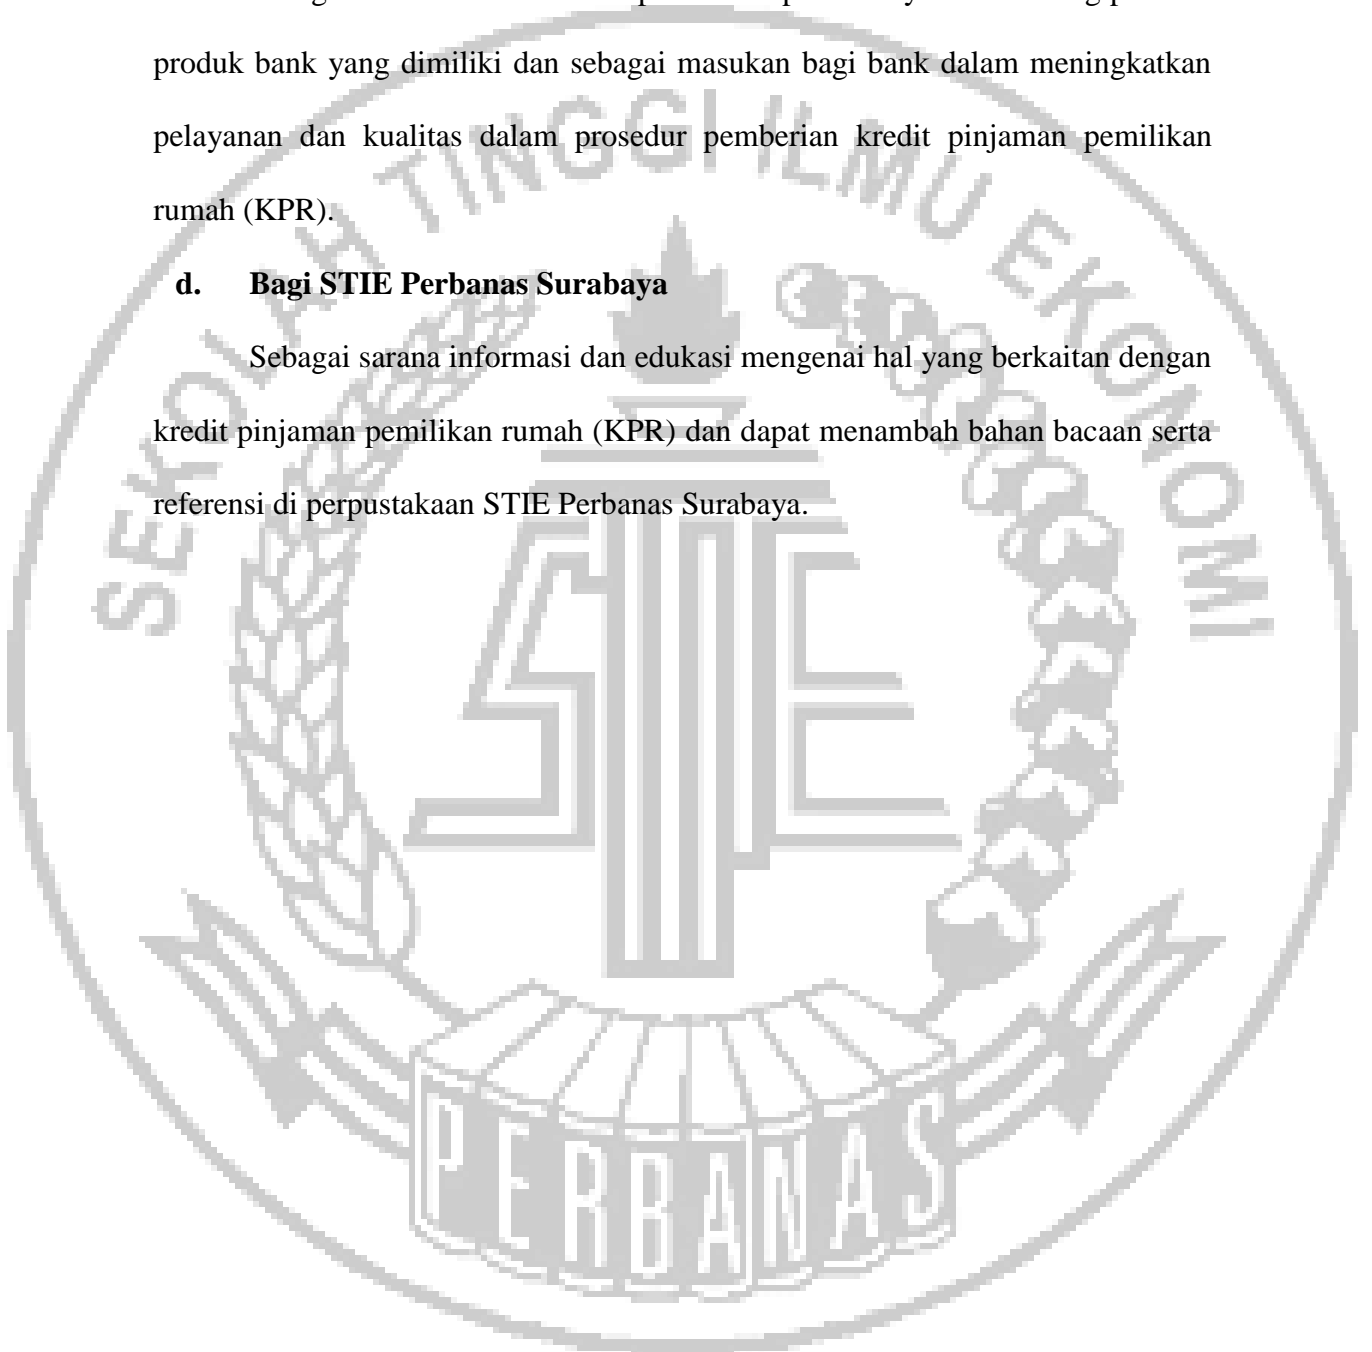 produk bank yang dimiliki dan sebagai masukan bagi bank dalam meningkatkan
pelayanan dan kualitas dalam prosedur pemberian kredit pinjaman pemilikan
rumah (KPR).
d. Bagi STIE Perbanas Surabaya
Sebagai sarana informasi dan edukasi mengenai hal yang berkaitan dengan
kredit pinjaman pemilikan rumah (KPR) dan dapat menambah bahan bacaan serta
referensi di perpustakaan STIE Perbanas Surabaya.
SEKOLAH TINGGI ILMU EKONOMI
STIE
PERBANAS